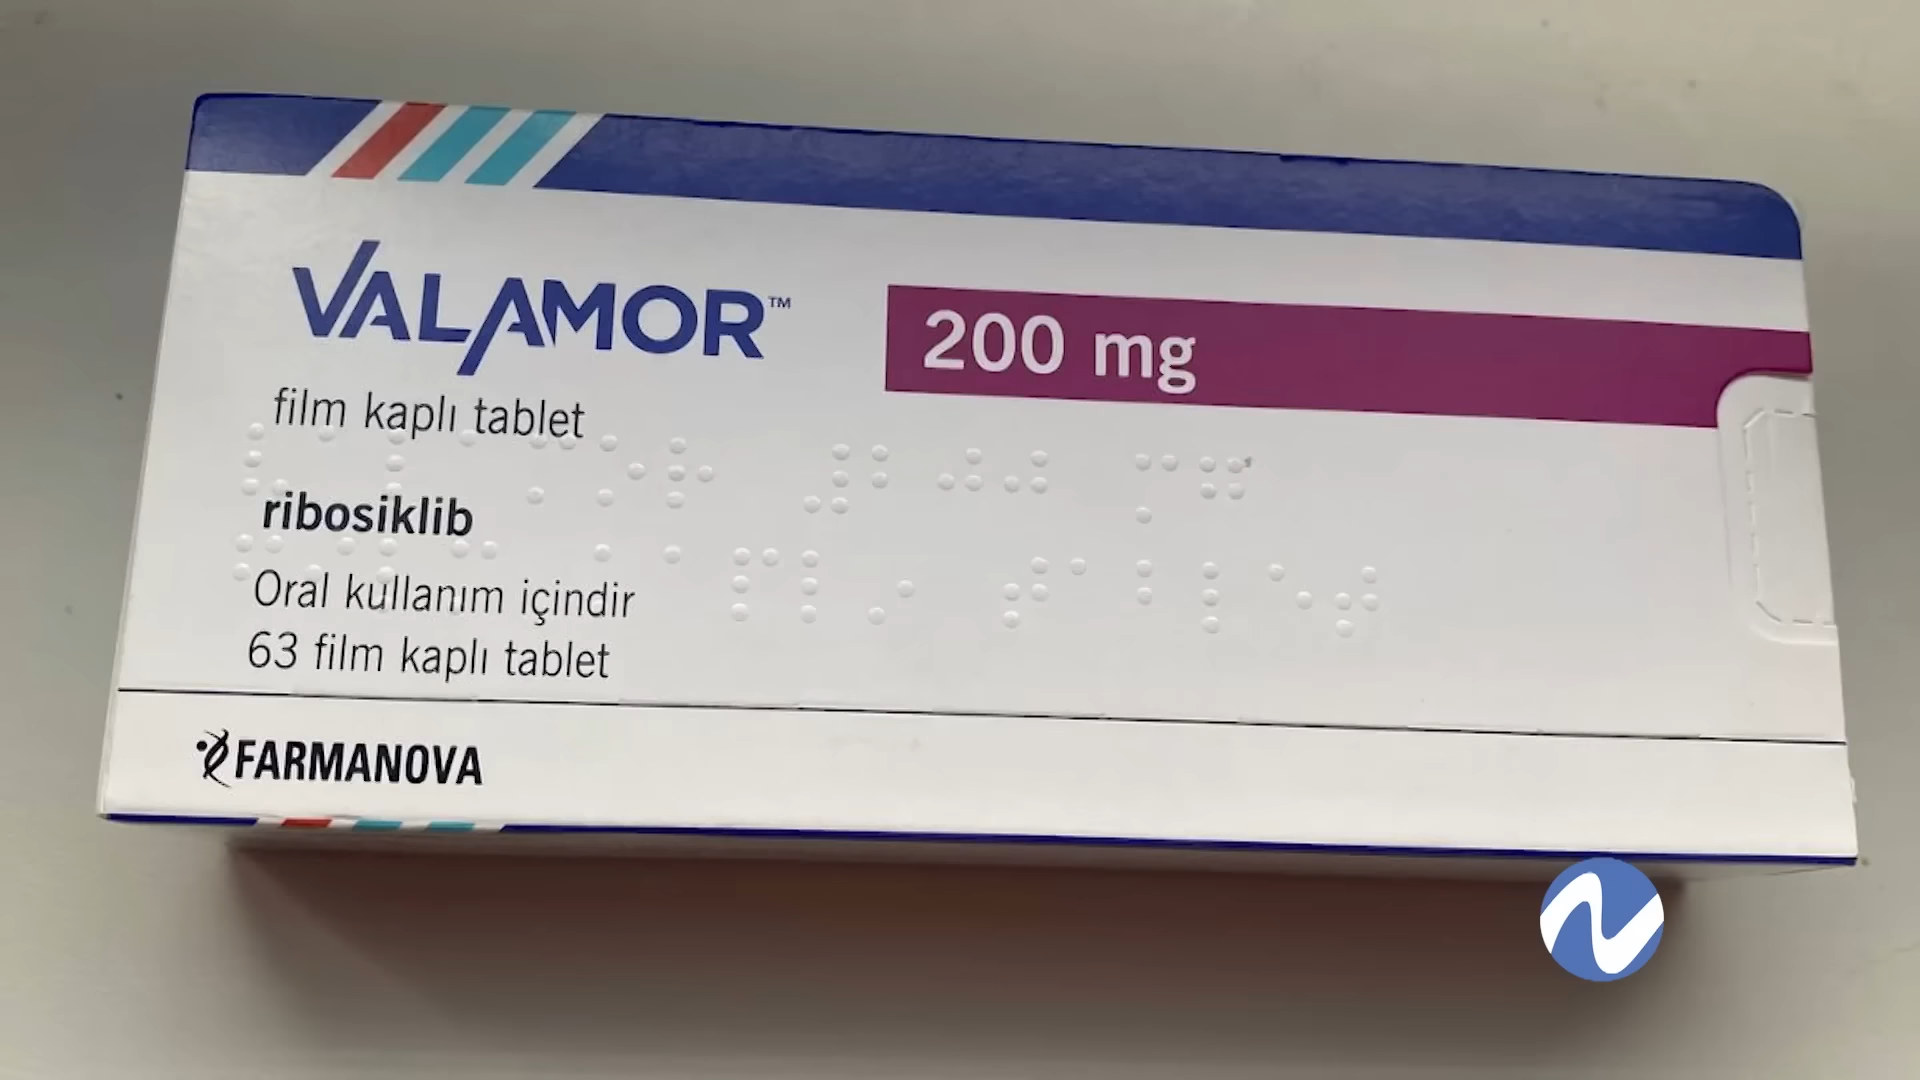 VALAMOR™
200 mg
film kaplı tablet
ribosiklib
Oral kullanım içindir
63 film kaplı tablet
FARMANOVA